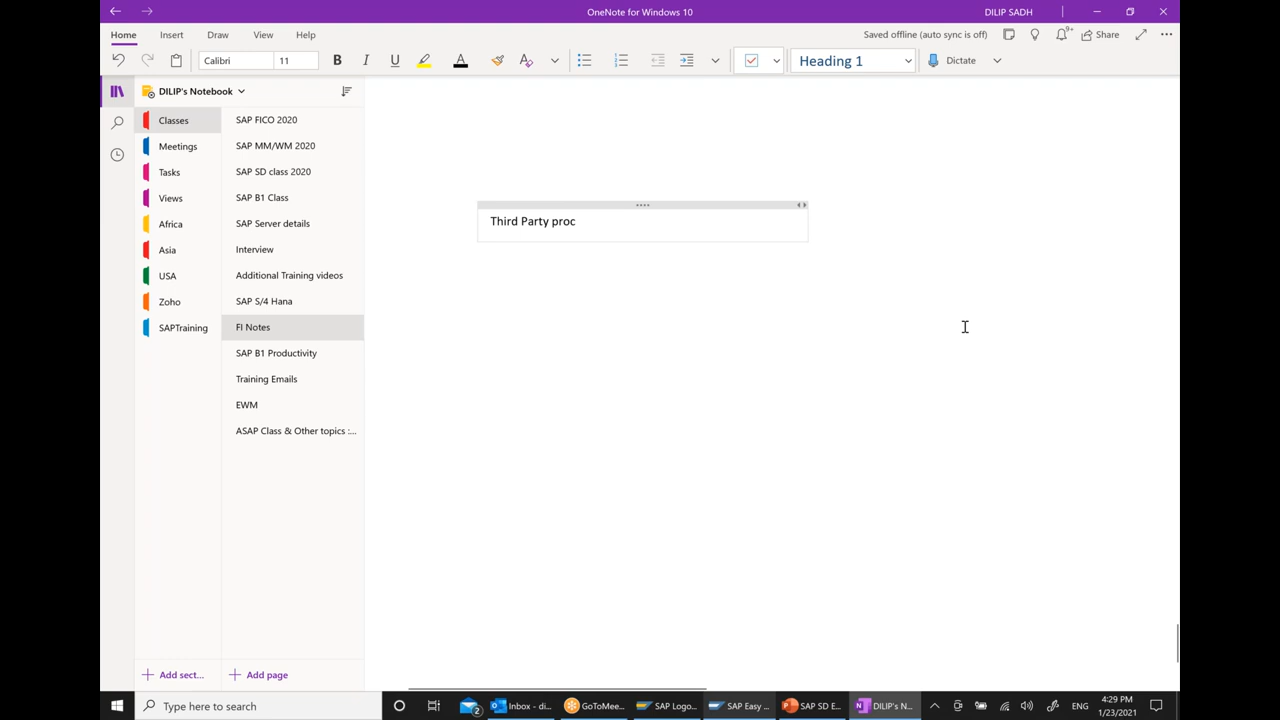 OneNote for Windows 10
DILIP SADH
Home Insert Draw View Help
Saved offline (auto sync is off)
9+
Share
Calibri 11 B I U A A Heading 1 Dictate
DILIP's Notebook
Classes
Meetings
Tasks
Views
Africa
Asia
USA
Zoho
SAPTraining
SAP FICO 2020
SAP MM/WM 2020
SAP SD class 2020
SAP B1 Class
SAP Server details
Interview
Additional Training videos
SAP S/4 Hana
FI Notes
SAP B1 Productivity
Training Emails
EWM
ASAP Class & Other topics :...
Third Party proc
Add sect...
Add page
Type here to search
2
Inbox - di...
GoToMee...
SAP Logo...
SAP Easy ...
SAP SD E...
DILIP's N...
ENG
4:29 PM
1/23/2021